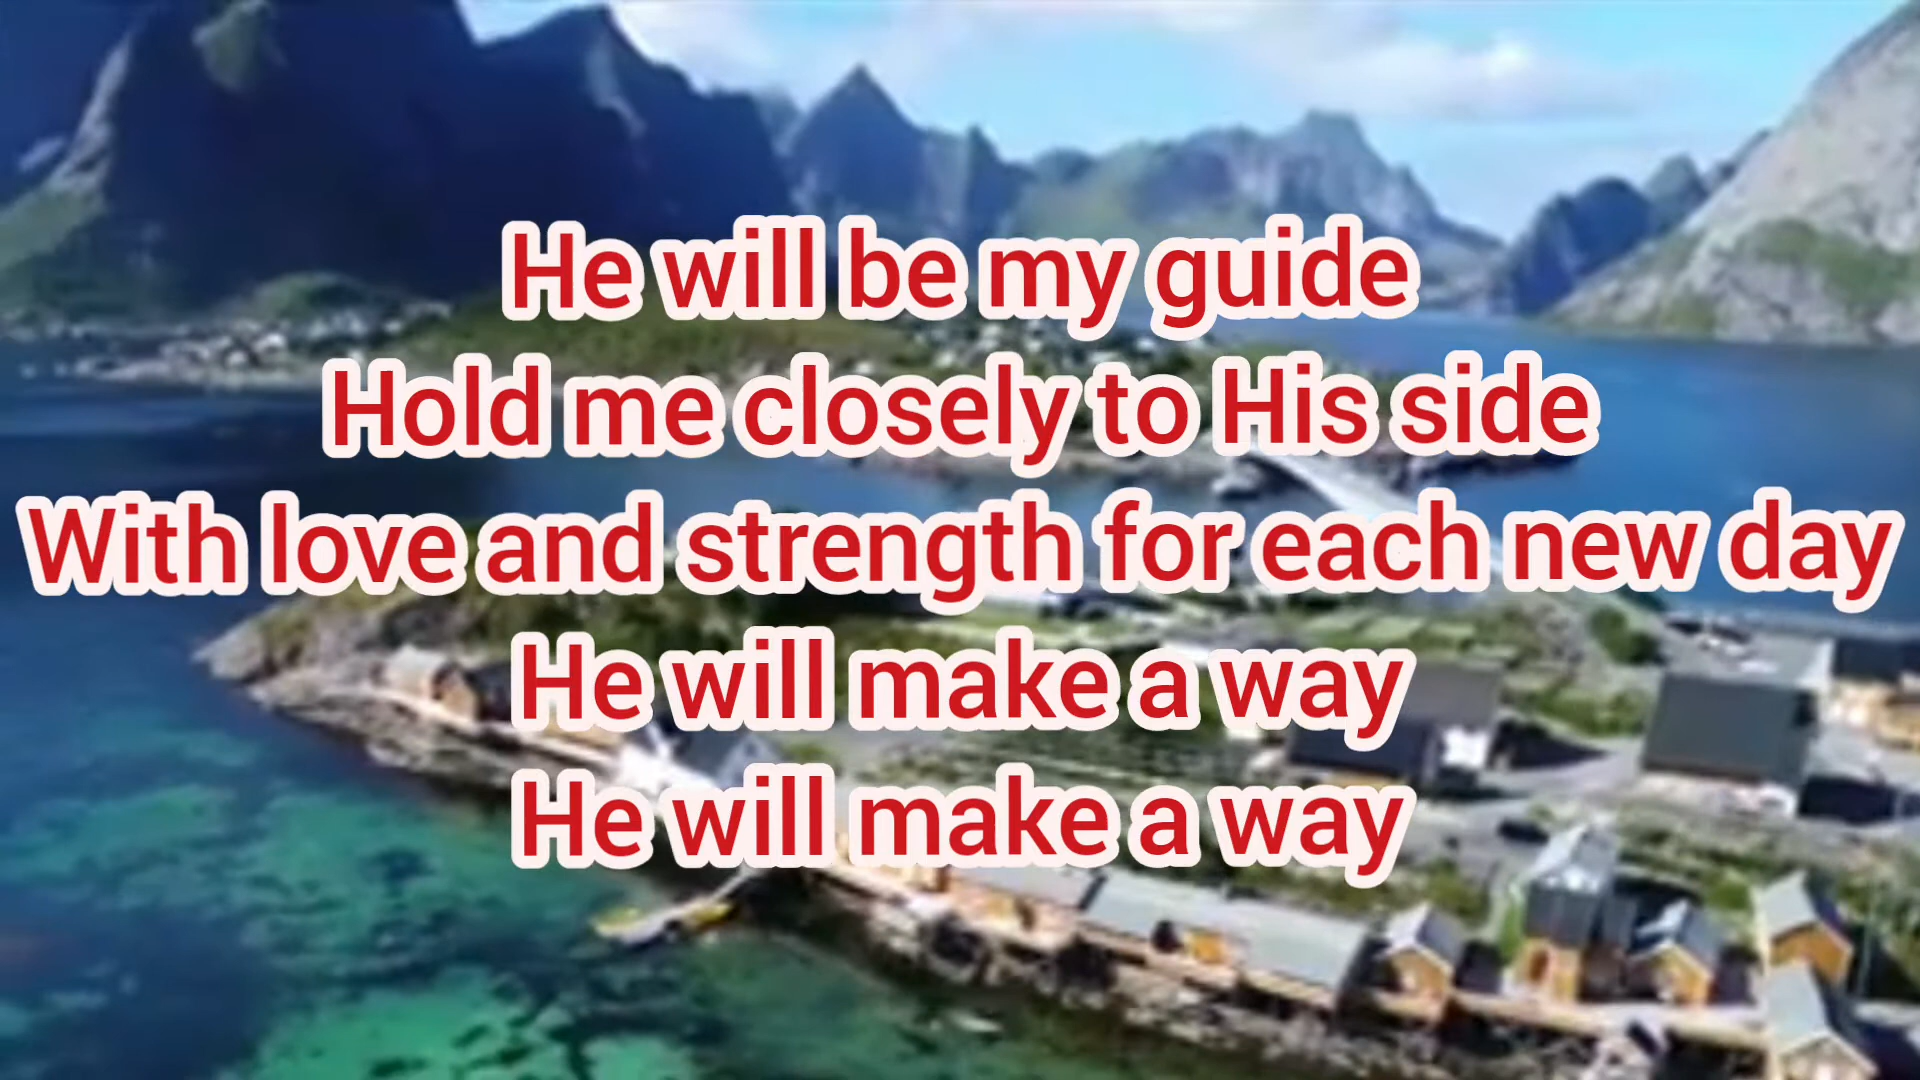 He will be my guide
Hold me closely to His side
With love and strength for each new day
He will make a way
He will make a way